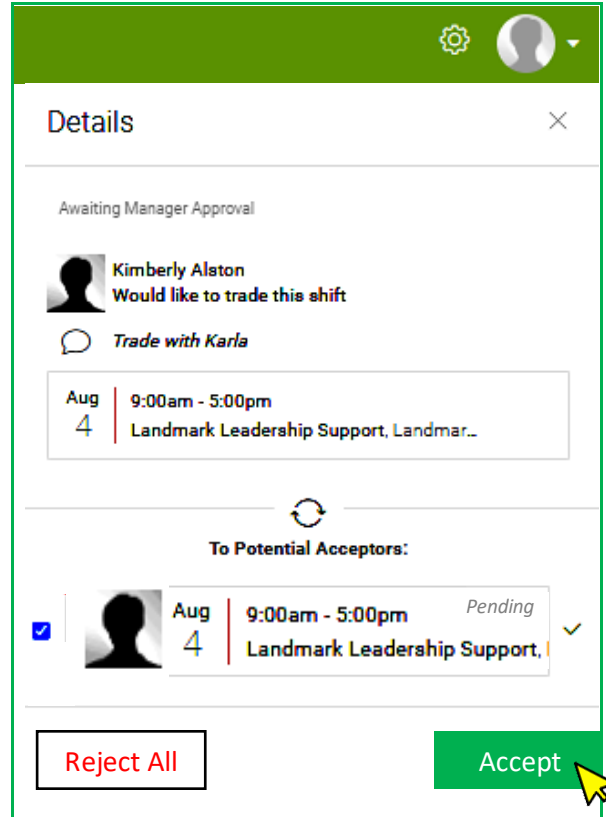 Details
Awaiting Manager Approval
Kimberly Alston
Would like to trade this shift
Trade with Karla
Aug
4
9:00am - 5:00pm
Landmark Leadership Support, Landmar...
To Potential Acceptors:
Aug
4
9:00am - 5:00pm
Pending
Landmark Leadership Support,
Reject All
Accept